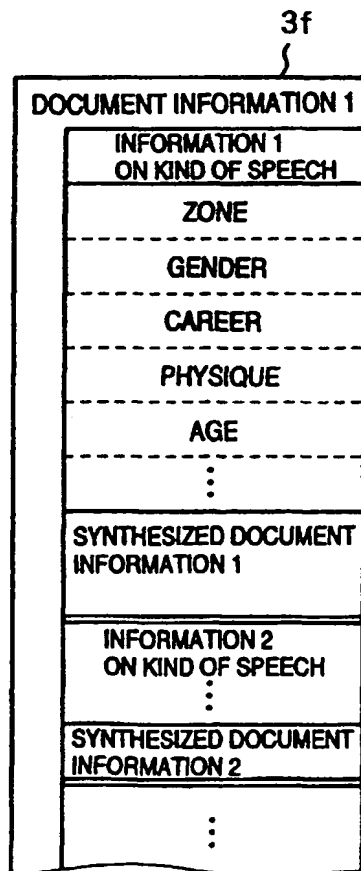 3f
DOCUMENT INFORMATION 1
INFORMATION 1
ON KIND OF SPEECH
ZONE
GENDER
CAREER
PHYSIQUE
AGE
⋮
SYNTHESIZED DOCUMENT
INFORMATION 1
INFORMATION 2
ON KIND OF SPEECH
⋮
SYNTHESIZED DOCUMENT
INFORMATION 2
⋮